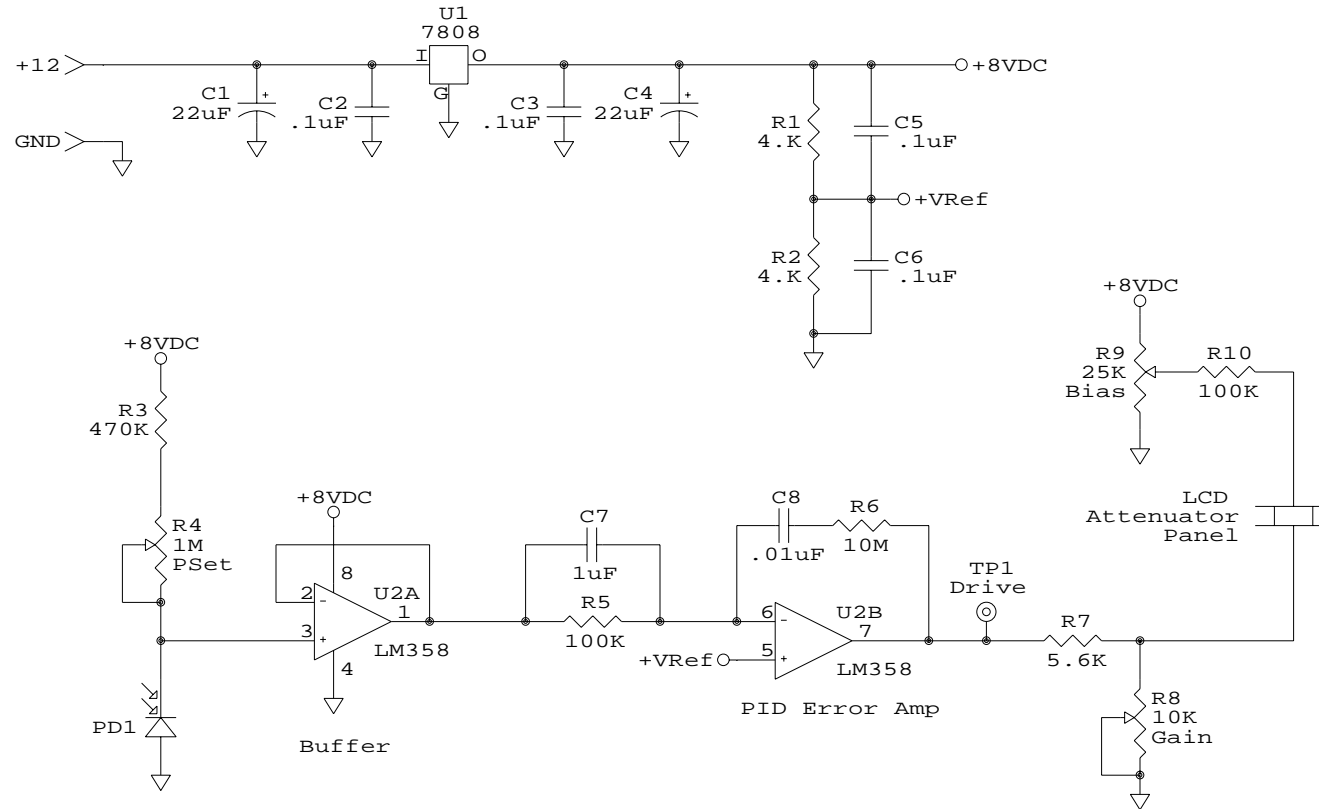 U1
7808
+12
I
O
G
+8VDC
C1
+
22uF
C2
.1uF
C3
.1uF
C4
+
22uF
R1
4.K
C5
.1uF
GND
+VRef
R2
4.K
C6
.1uF
+8VDC
R9
25K
Bias
R10
100K
+8VDC
R3
470K
R4
1M
PSet
+8VDC
8
2
-
U2A
1
3
+
LM358
4
PD1
Buffer
C7
1uF
R5
100K
C8
.01uF
R6
10M
6
-
U2B
7
+VRef
5
+
LM358
PID Error Amp
TP1
Drive
R7
5.6K
LCD
Attenuator
Panel
R8
10K
Gain